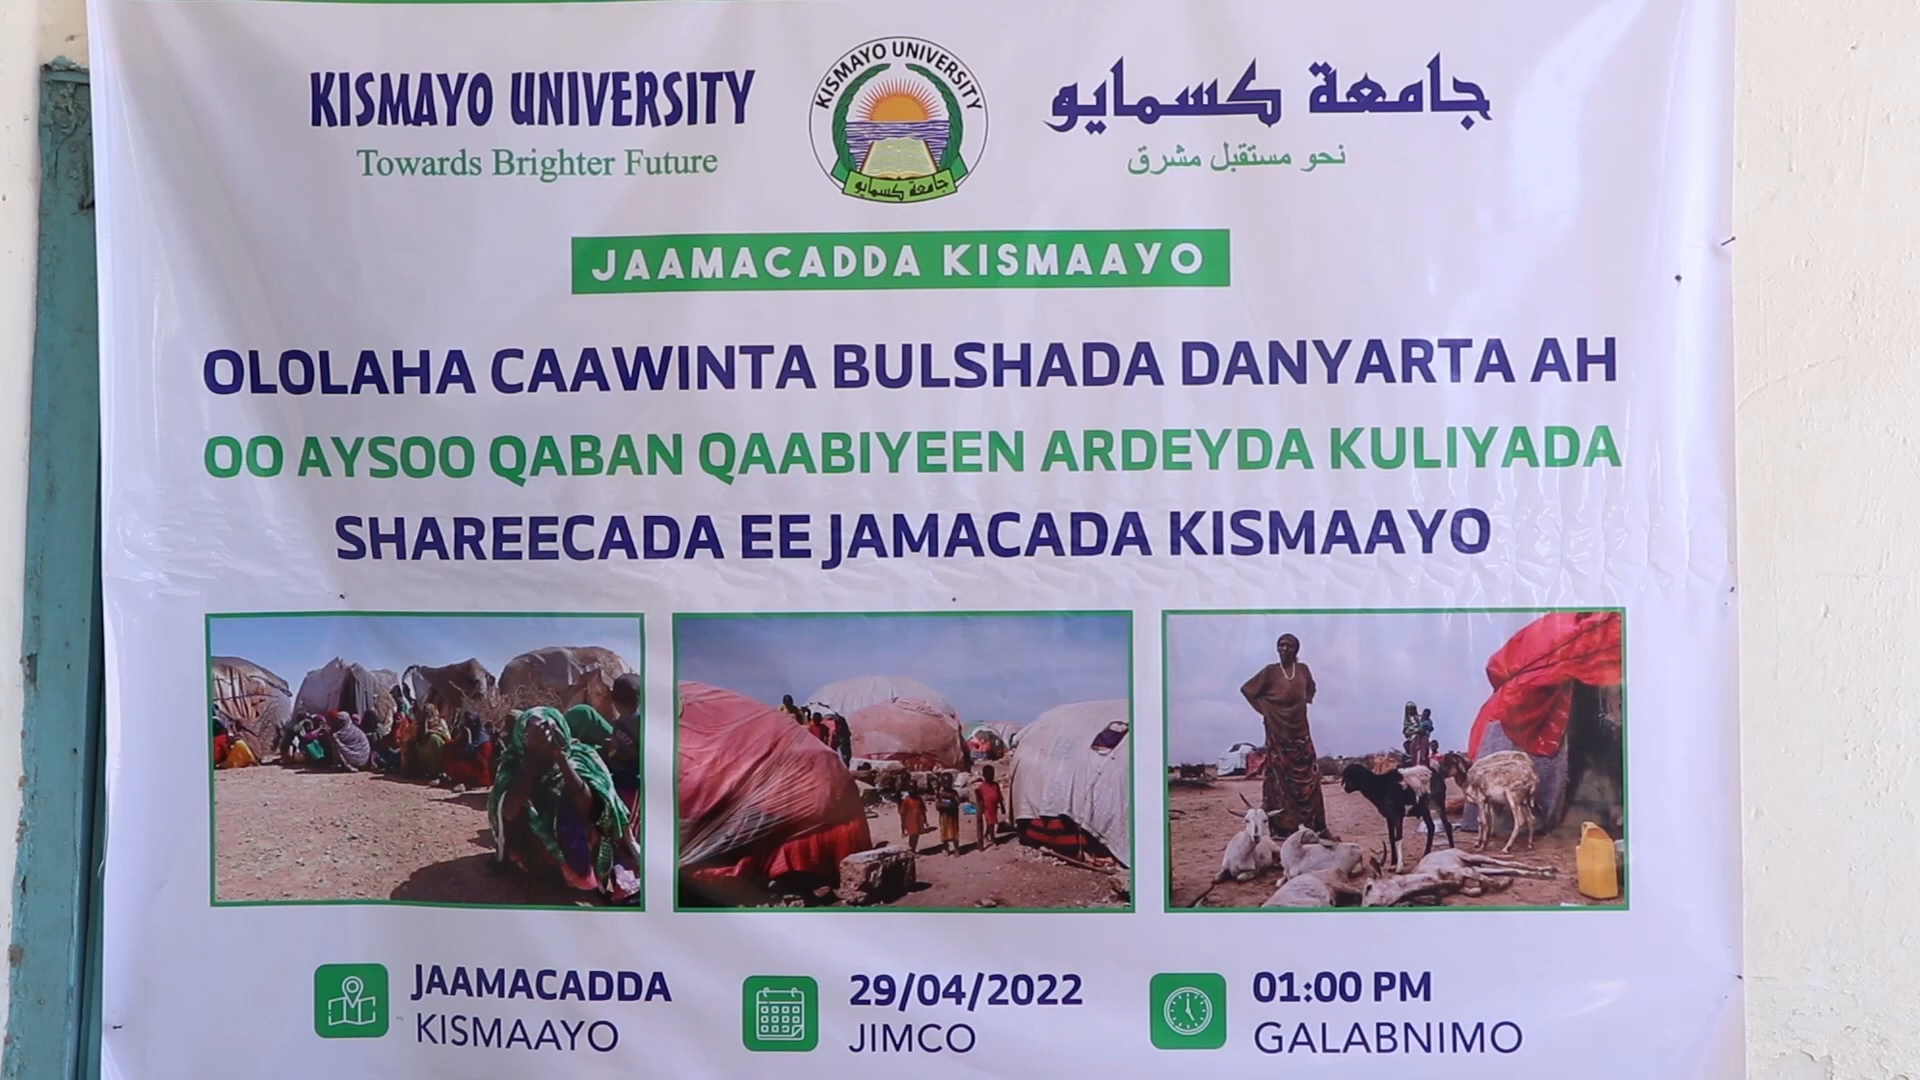 KISMAYO UNIVERSITY
Towards Brighter Future
KISMAYO UNIVERSITY
جامعة كسمايو
جامعة كسمايو
نحو مستقبل مشرق
JAAMACADDA KISMAAYO
OLOLAHA CAAWINTA BULSHADA DANYARTA AH
OO AYSOO QABAN QAABIYEEN ARDEYDA KULIYADA
SHAREECADA EE JAMACADA KISMAAYO
JAAMACADDA
KISMAAYO
29/04/2022
JIMCO
01:00 PM
GALABNIMO